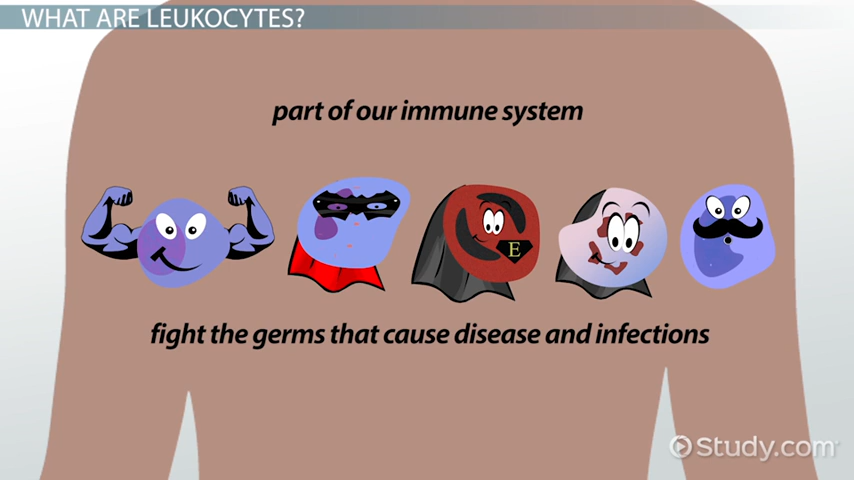 WHAT ARE LEUKOCYTES?
part of our immune system
E
fight the germs that cause disease and infections
Study.com